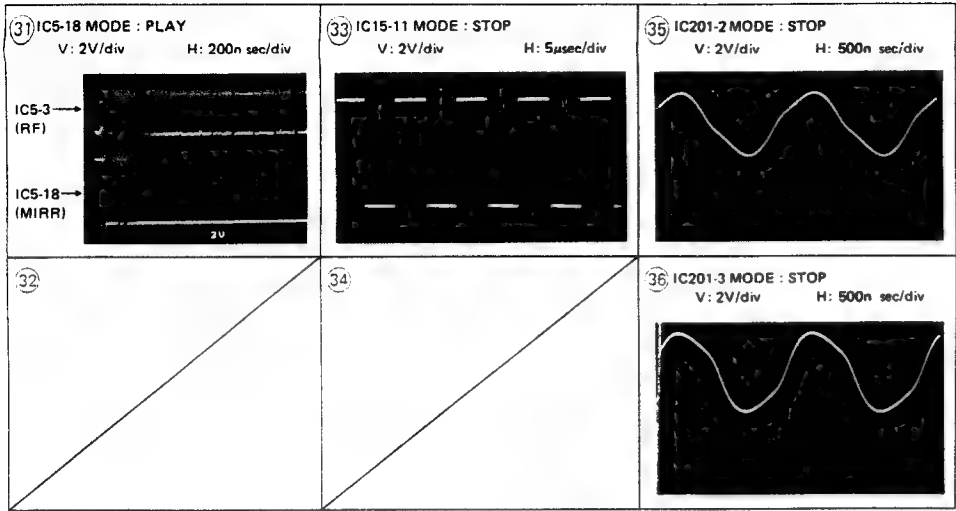 31 IC5-18 MODE : PLAY
V : 2V/div H: 200n sec/div
IC5-3
(RF)
IC5-18
(MIRR)
2V
33 IC15-11 MODE : STOP
V : 2V/div H : 5μsec/div
35 IC201-2 MODE : STOP
V : 2V/div H : 500n sec/div
32
34
36 IC201-3 MODE : STOP
V : 2V/div H: 500n sec/div